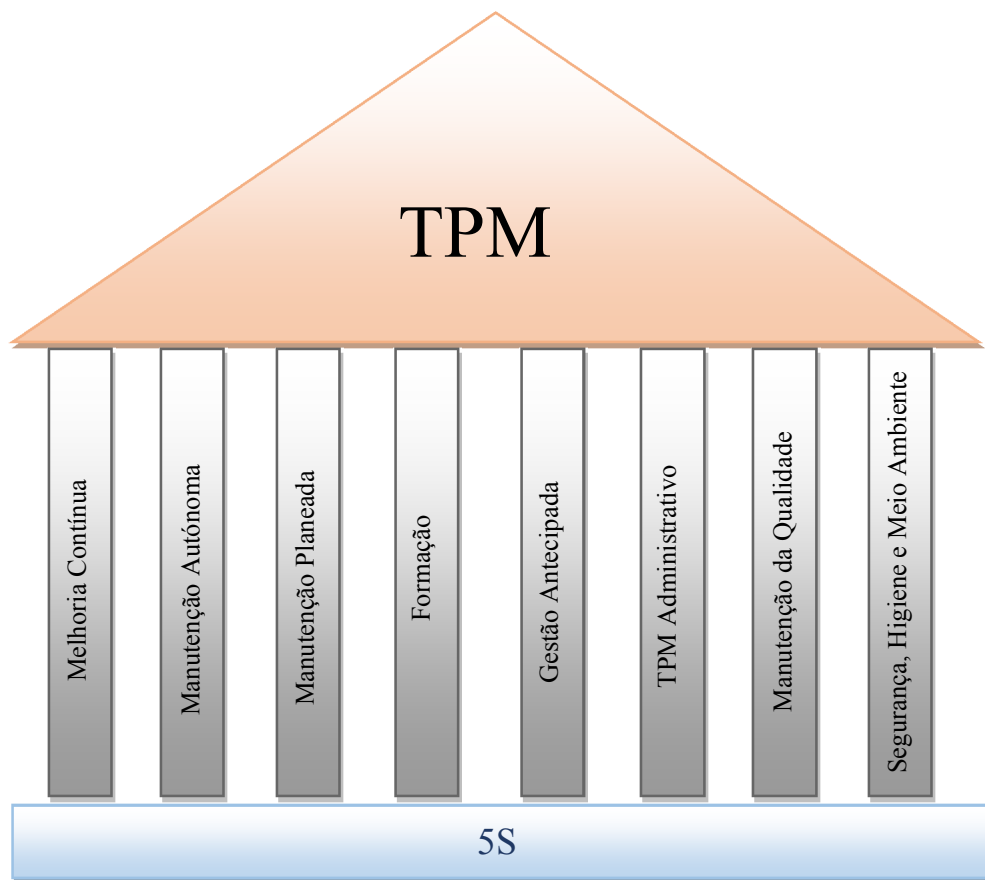 TPM
Melhoria Contínua
Manutenção Autónoma
Manutenção Planeada
Formação
Gestão Antecipada
TPM Administrativo
Manutenção da Qualidade
Segurança, Higiene e Meio Ambiente
5S